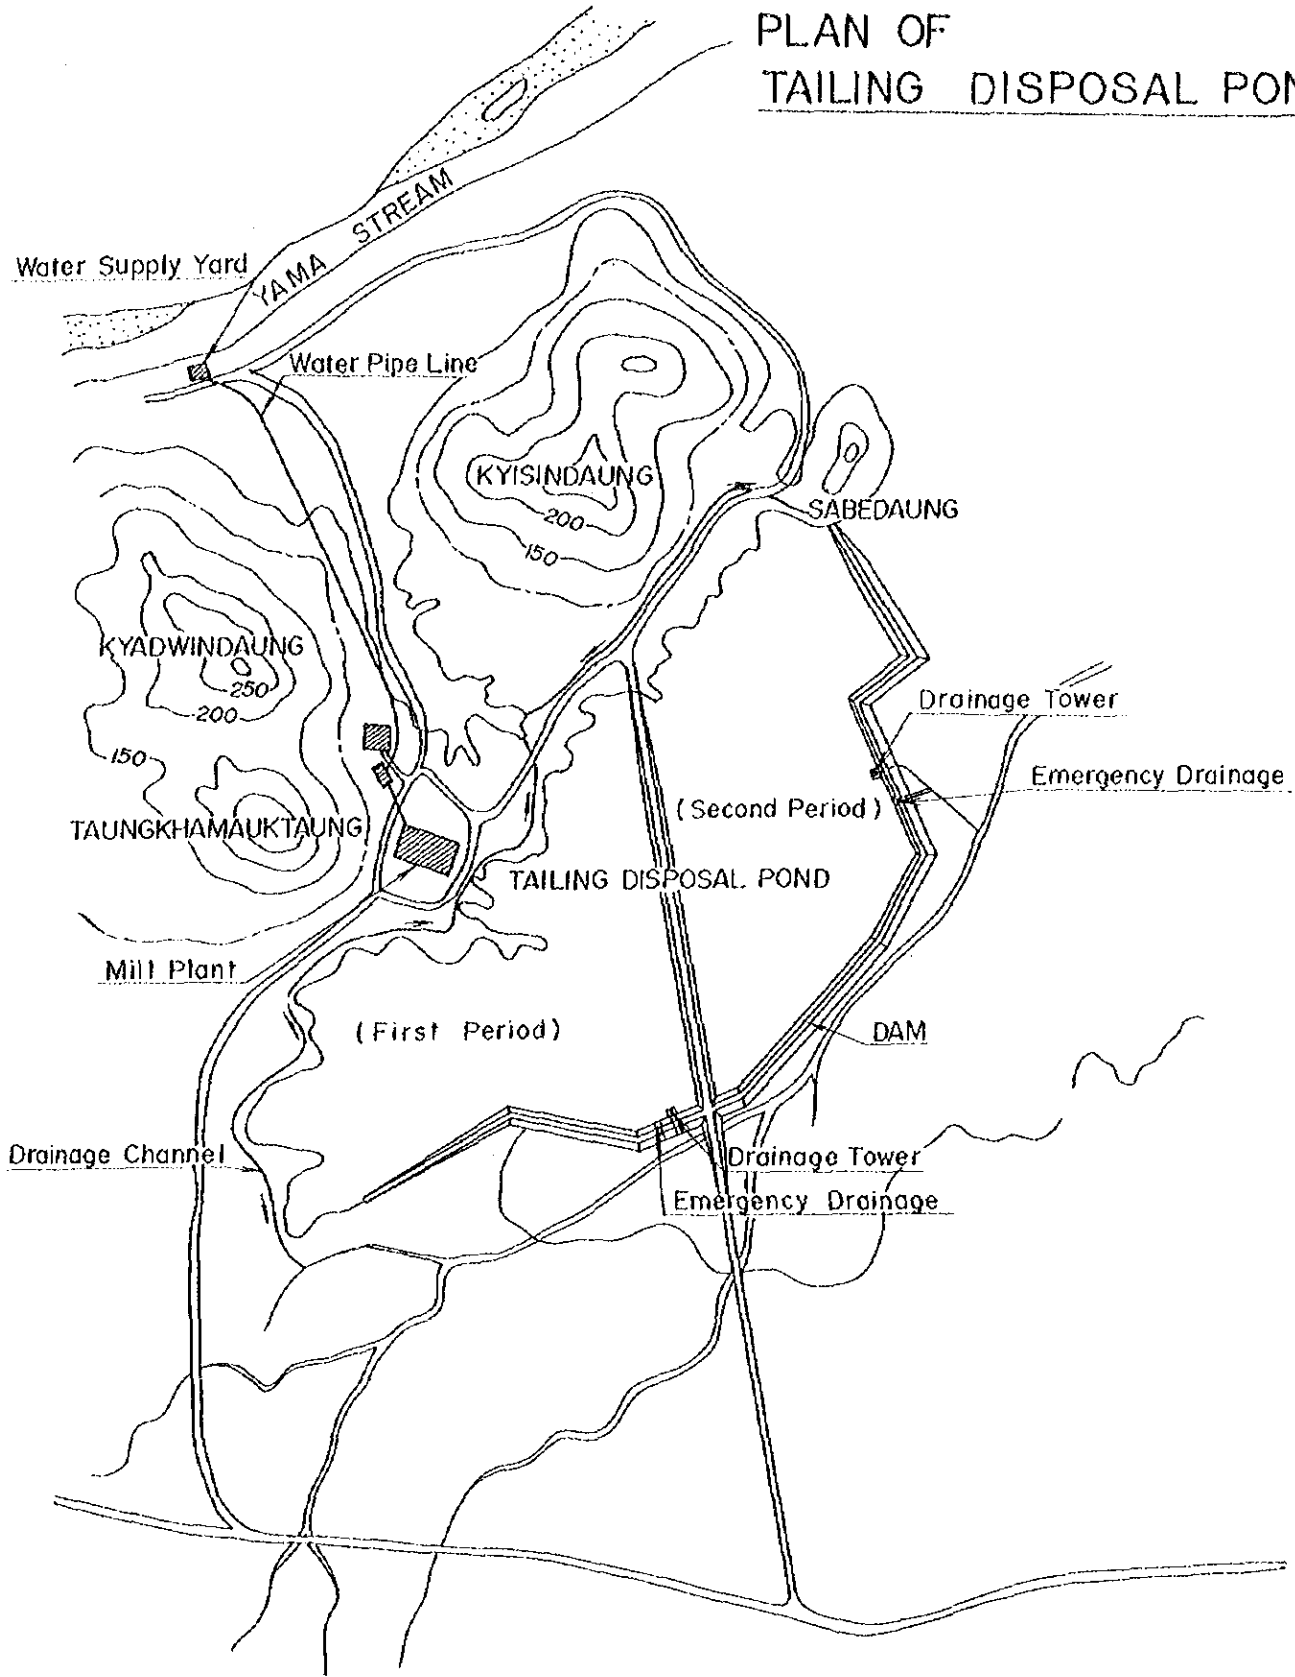 PLAN OF
TAILING DISPOSAL PON
YAMA STREAM
Water Supply Yard
Water Pipe Line
KYISINDAUNG
200
150
SABEDAUNG
KYADWINDAUNG
250
200
150
TAUNGKHAMAUKTAUNG
Drainage Tower
Emergency Drainage
(Second Period)
TAILING DISPOSAL POND
Mill Plant
(First Period)
DAM
Drainage Channel
Drainage Tower
Emergency Drainage